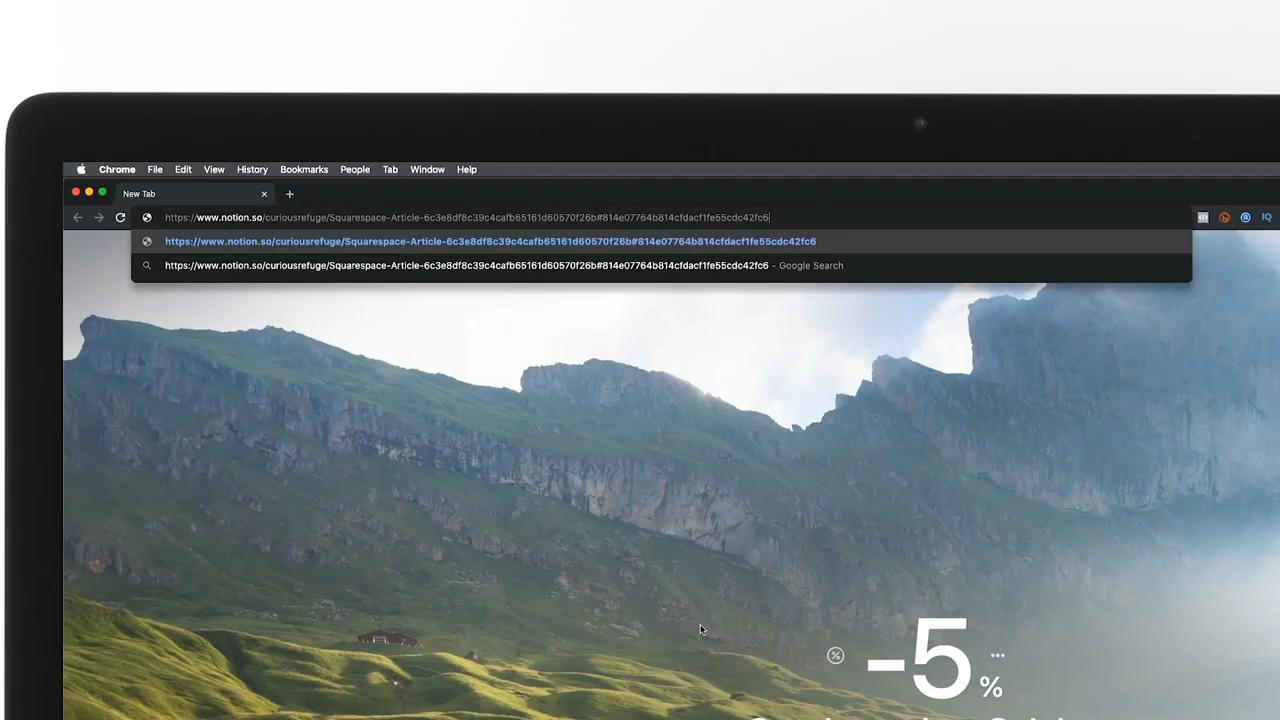 Chrome File Edit View History Bookmarks People Tab Window Help
New Tab
https://www.notion.so/curiousrefuge/Squarespace-Article-6c3e8df8c39c4cafb65161d60570f26b#814e07764b814cfdacf1fe55cdc42fc6
https://www.notion.so/curiousrefuge/Squarespace-Article-6c3e8df8c39c4cafb65161d60570f26b#814e07764b814cfdacf1fe55cdc42fc6
https://www.notion.so/curiousrefuge/Squarespace-Article-6c3e8df8c39c4cafb65161d60570f26b#814e07764b814cfdacf1fe55cdc42fc6 - Google Search
IQ
-5 %